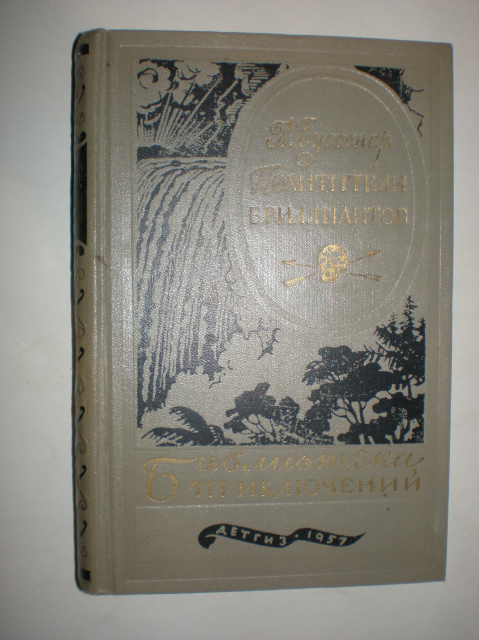 Л. Буссенар
Похитители
бриллиантов
Библиотека
приключений
ДЕТГИЗ · 1957